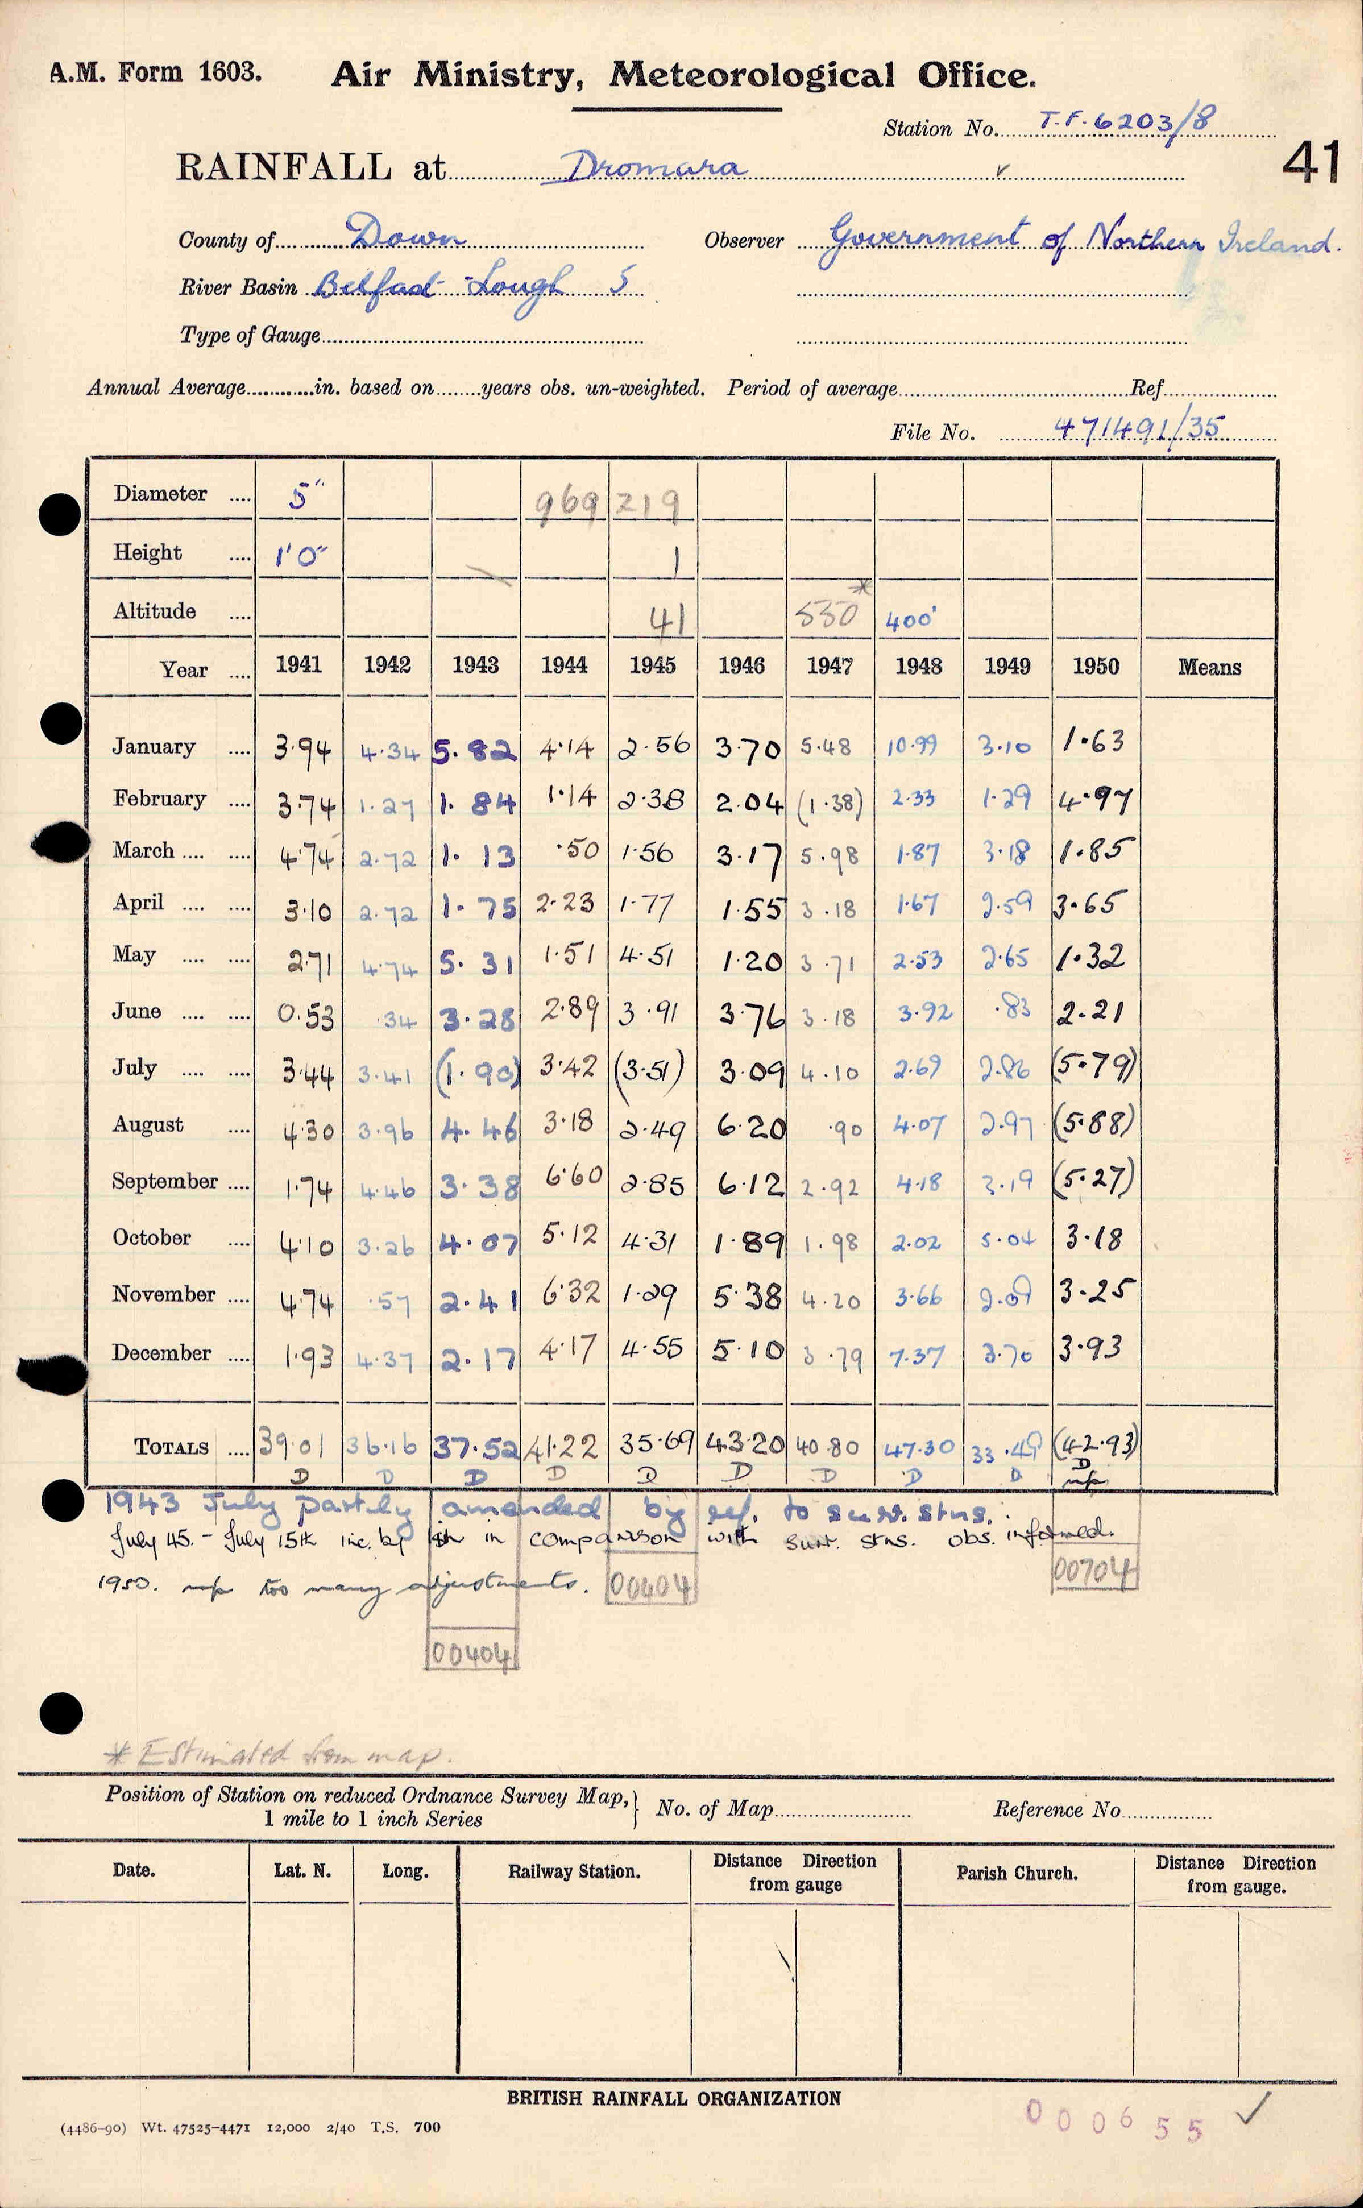 A.M. Form 1603. Air Ministry, Meteorological Office.
Station No. T.F. 6203/8
RAINFALL at Dromara
41
County of Down Observer Government of Northern Ireland.
River Basin Belfast Lough 5
Type of Gauge
Annual Average in. based on years obs. un-weighted. Period of average Ref
File No. 471491/35
Diameter .... 5" 969 219
Height .... 1'0" 1
Altitude .... 41 550* 400'
Year .... 1941 1942 1943 1944 1945 1946 1947 1948 1949 1950 Means
January .... 3.94 4.34 5.82 4.14 2.56 3.70 5.48 10.99 3.10 1.63
February .... 3.74 1.27 1.84 1.14 2.38 2.04 (1.38) 2.33 1.29 4.97
March .... .... 4.74 2.72 1.13 .50 1.56 3.17 5.98 1.87 3.18 1.85
April .... .... 3.10 2.72 1.75 2.23 1.77 1.55 3.18 1.67 2.59 3.65
May .... .... 2.71 4.74 5.31 1.51 4.51 1.20 3.71 2.53 2.65 1.32
June .... .... 0.53 .34 3.28 2.89 3.91 3.76 3.18 3.92 .83 2.21
July .... .... 3.44 3.41 (1.90) 3.42 (3.51) 3.09 4.10 2.69 2.86 (5.79)
August .... 4.30 3.96 4.46 3.18 2.49 6.20 .90 4.07 2.97 (5.88)
September .... 1.74 4.46 3.38 6.60 2.85 6.12 2.92 4.18 3.19 (5.27)
October .... 4.10 3.26 4.07 5.12 4.31 1.89 1.98 2.02 5.04 3.18
November .... 4.74 .57 2.41 6.32 1.29 5.38 4.20 3.66 2.09 3.25
December .... 1.93 4.37 2.17 4.17 4.55 5.10 3.79 7.37 3.70 3.93
TOTALS .... 39.01 36.16 37.52 41.22 35.69 43.20 40.80 47.30 33.49 (42.93)
D D D D D D D D D D
1943 July partly amended by ref. to surr. stns.
July 45. - July 15th inc. by in comparison with surr. stns. obs. informed.
1950. too many adjustments. 00404 00704
00404
* Estimated from map.
Position of Station on reduced Ordnance Survey Map, 1 mile to 1 inch Series No. of Map Reference No
Date. Lat. N. Long. Railway Station. Distance Direction from gauge Parish Church. Distance Direction from gauge.
BRITISH RAINFALL ORGANIZATION
(4486-90) Wt. 47525-4471 12,000 2/40 T.S. 700
000655